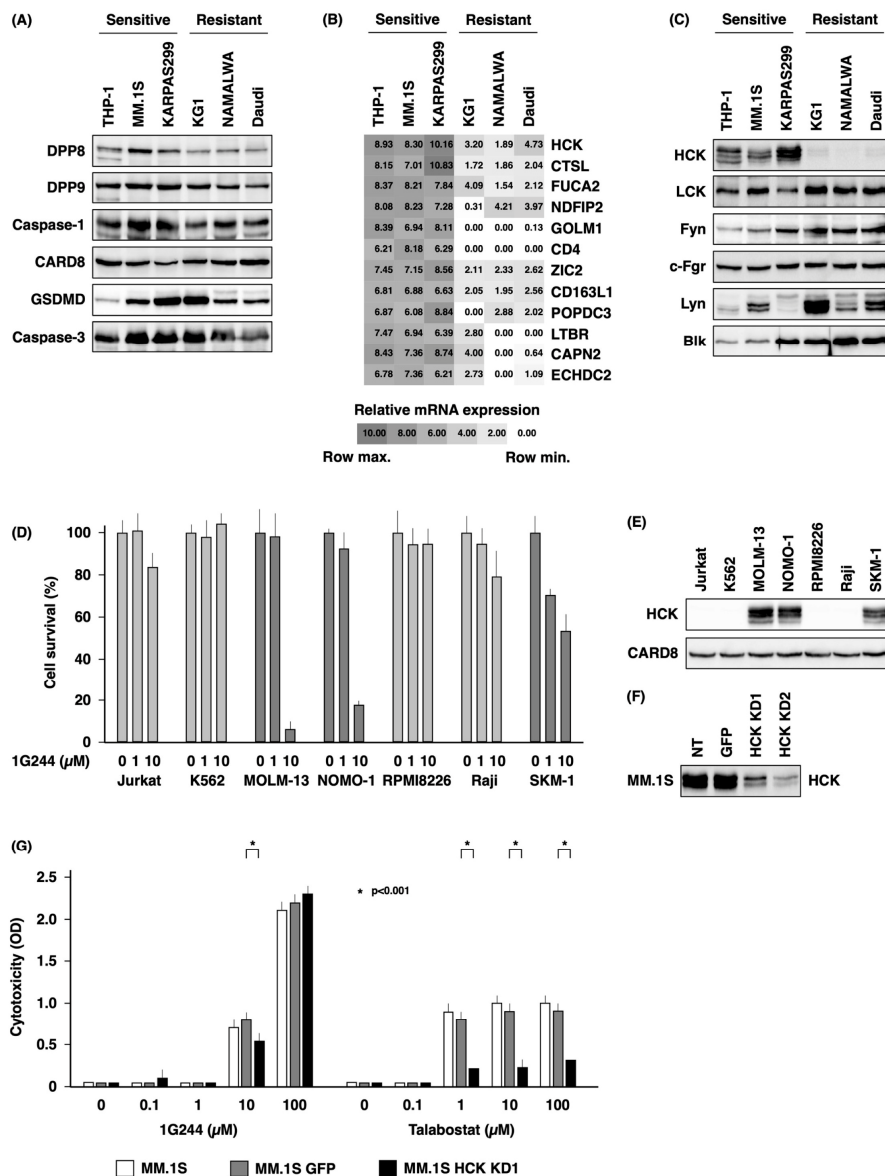 (A)
Sensitive Resistant
THP-1 MM.1S KARPAS299 KG1 NAMALWA Daudi
DPP8
DPP9
Caspase-1
CARD8
GSDMD
Caspase-3
(B)
Sensitive Resistant
THP-1 MM.1S KARPAS299 KG1 NAMALWA Daudi
8.93 8.30 10.16 3.20 1.89 4.73 HCK
8.15 7.01 10.83 1.72 1.86 2.04 CTSL
8.37 8.21 7.84 4.09 1.54 2.12 FUCA2
8.08 8.23 7.28 0.31 4.21 3.97 NDFIP2
8.39 6.94 8.11 0.00 0.00 0.13 GOLM1
6.21 8.18 6.29 0.00 0.00 0.00 CD4
7.45 7.15 8.56 2.11 2.33 2.62 ZIC2
6.81 6.88 6.63 2.05 1.95 2.56 CD163L1
6.87 6.08 8.84 0.00 2.88 2.02 POPDC3
7.47 6.94 6.39 2.80 0.00 0.00 LTBR
8.43 7.36 8.74 4.00 0.00 0.64 CAPN2
6.78 7.36 6.21 2.73 0.00 1.09 ECHDC2
Relative mRNA expression
10.00 8.00 6.00 4.00 2.00 0.00
Row max. Row min.
(C)
Sensitive Resistant
THP-1 MM.1S KARPAS299 KG1 NAMALWA Daudi
HCK
LCK
Fyn
c-Fgr
Lyn
Blk
(D)
Cell survival (%)
100
80
60
40
20
0
1G244 (μM) 0 1 10 0 1 10 0 1 10 0 1 10 0 1 10 0 1 10 0 1 10
Jurkat K562 MOLM-13 NOMO-1 RPMI8226 Raji SKM-1
(E)
Jurkat K562 MOLM-13 NOMO-1 RPMI8226 Raji SKM-1
HCK
CARD8
(F)
NT GFP HCK KD1 HCK KD2
MM.1S HCK
(G)
* * * *
* p<0.001
Cytotoxicity (OD)
2.5
2.0
1.5
1.0
0.5
0
0 0.1 1 10 100 0 0.1 1 10 100
1G244 (μM) Talabostat (μM)
MM.1S MM.1S GFP MM.1S HCK KD1